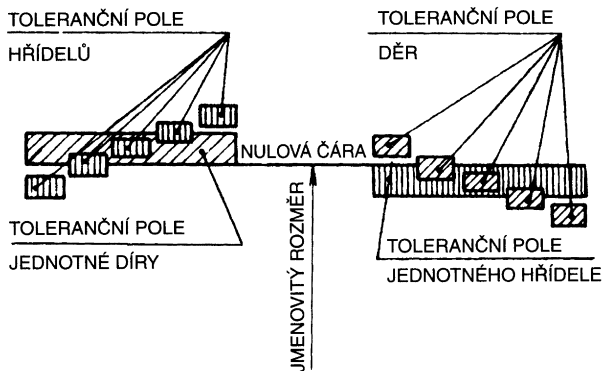 TOLERANČNÍ POLE
HŘÍDELŮ
TOLERANČNÍ POLE
DĚR
NULOVÁ ČÁRA
TOLERANČNÍ POLE
JEDNOTNÉ DÍRY
JMENOVITÝ ROZMĚR
TOLERANČNÍ POLE
JEDNOTNÉHO HŘÍDELE